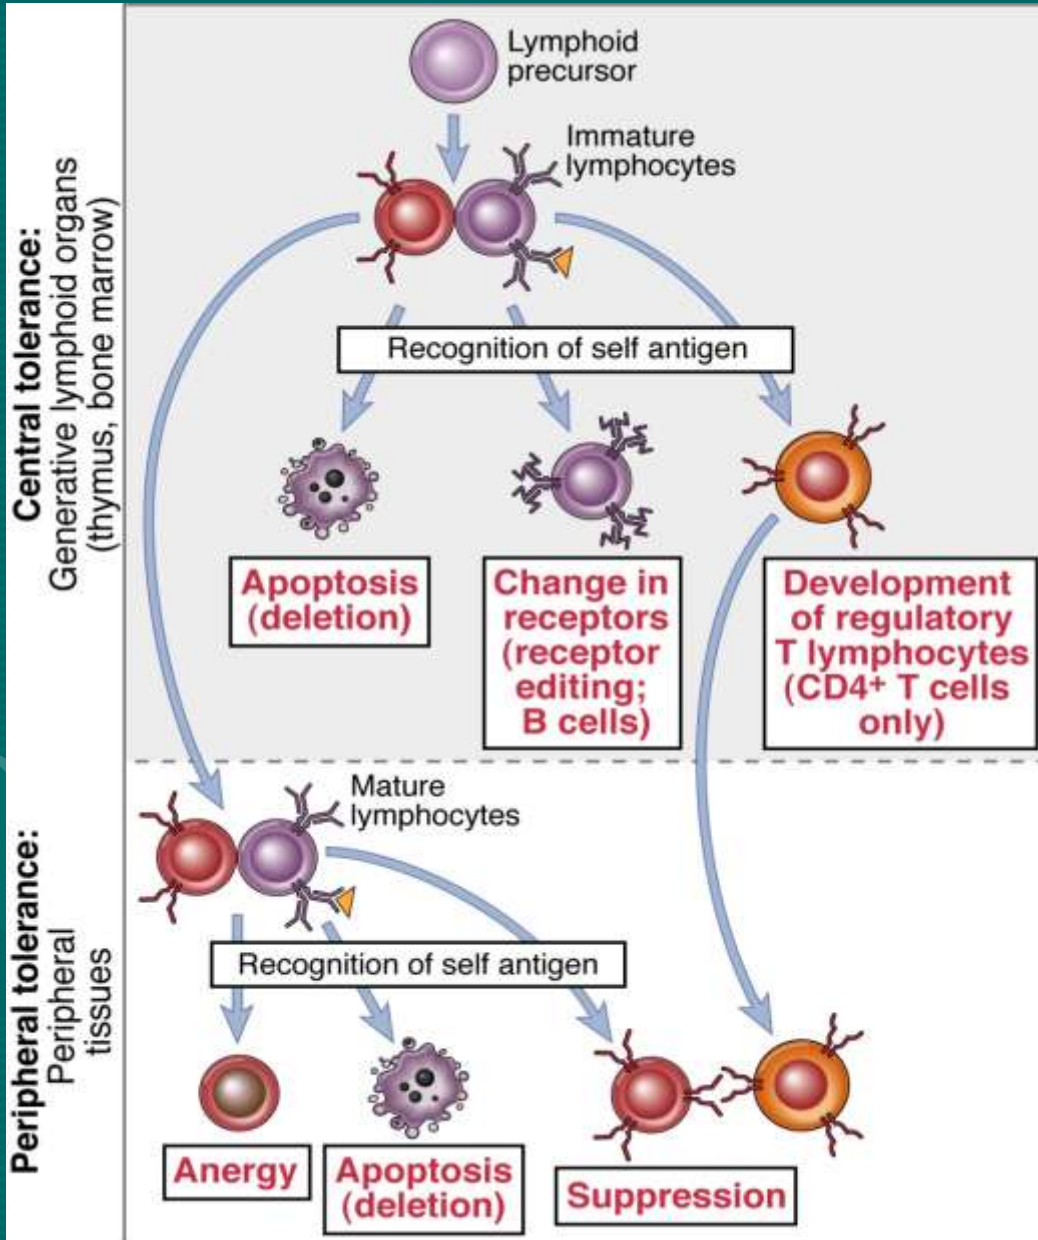 Central tolerance:
Generative lymphoid organs
(thymus, bone marrow)
Lymphoid
precursor
Immature
lymphocytes
Recognition of self antigen
Apoptosis
(deletion)
Change in
receptors
(receptor
editing;
B cells)
Development
of regulatory
T lymphocytes
(CD4+ T cells
only)
Peripheral tolerance:
Peripheral
tissues
Mature
lymphocytes
Recognition of self antigen
Anergy
Apoptosis
(deletion)
Suppression